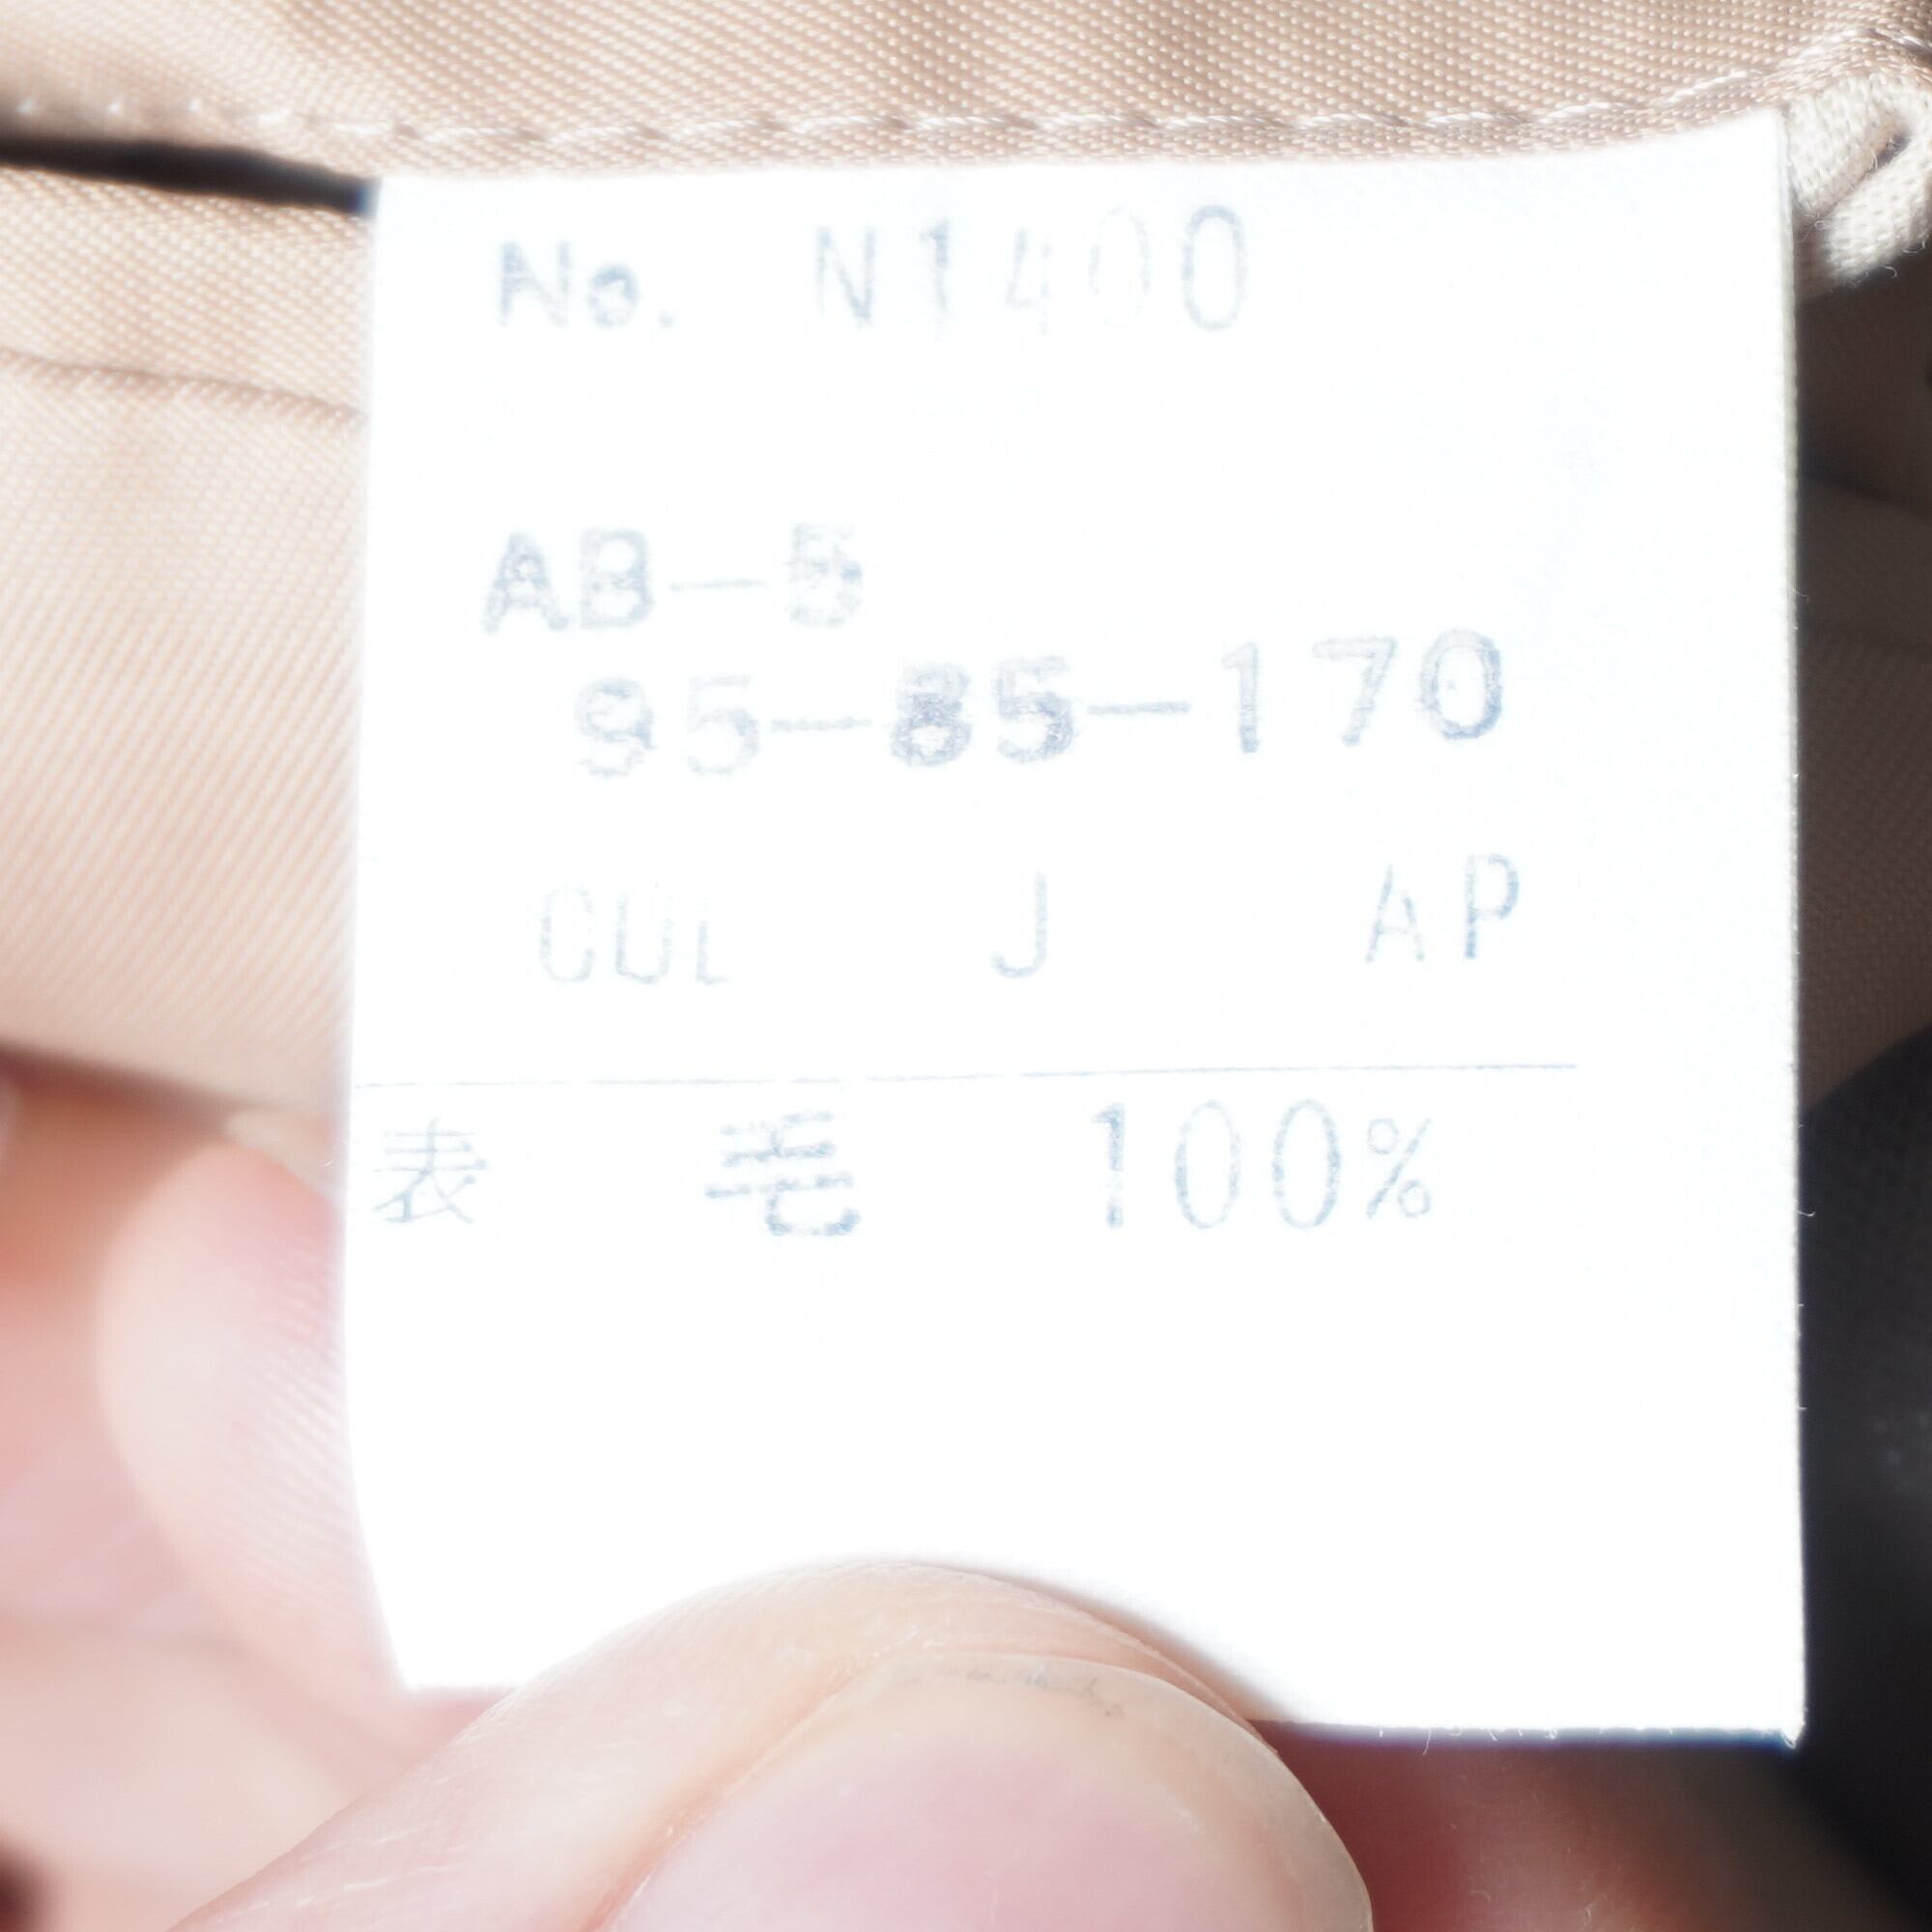 No. N1400
AB-5
95-85-170
COL J AP
表 毛 100%